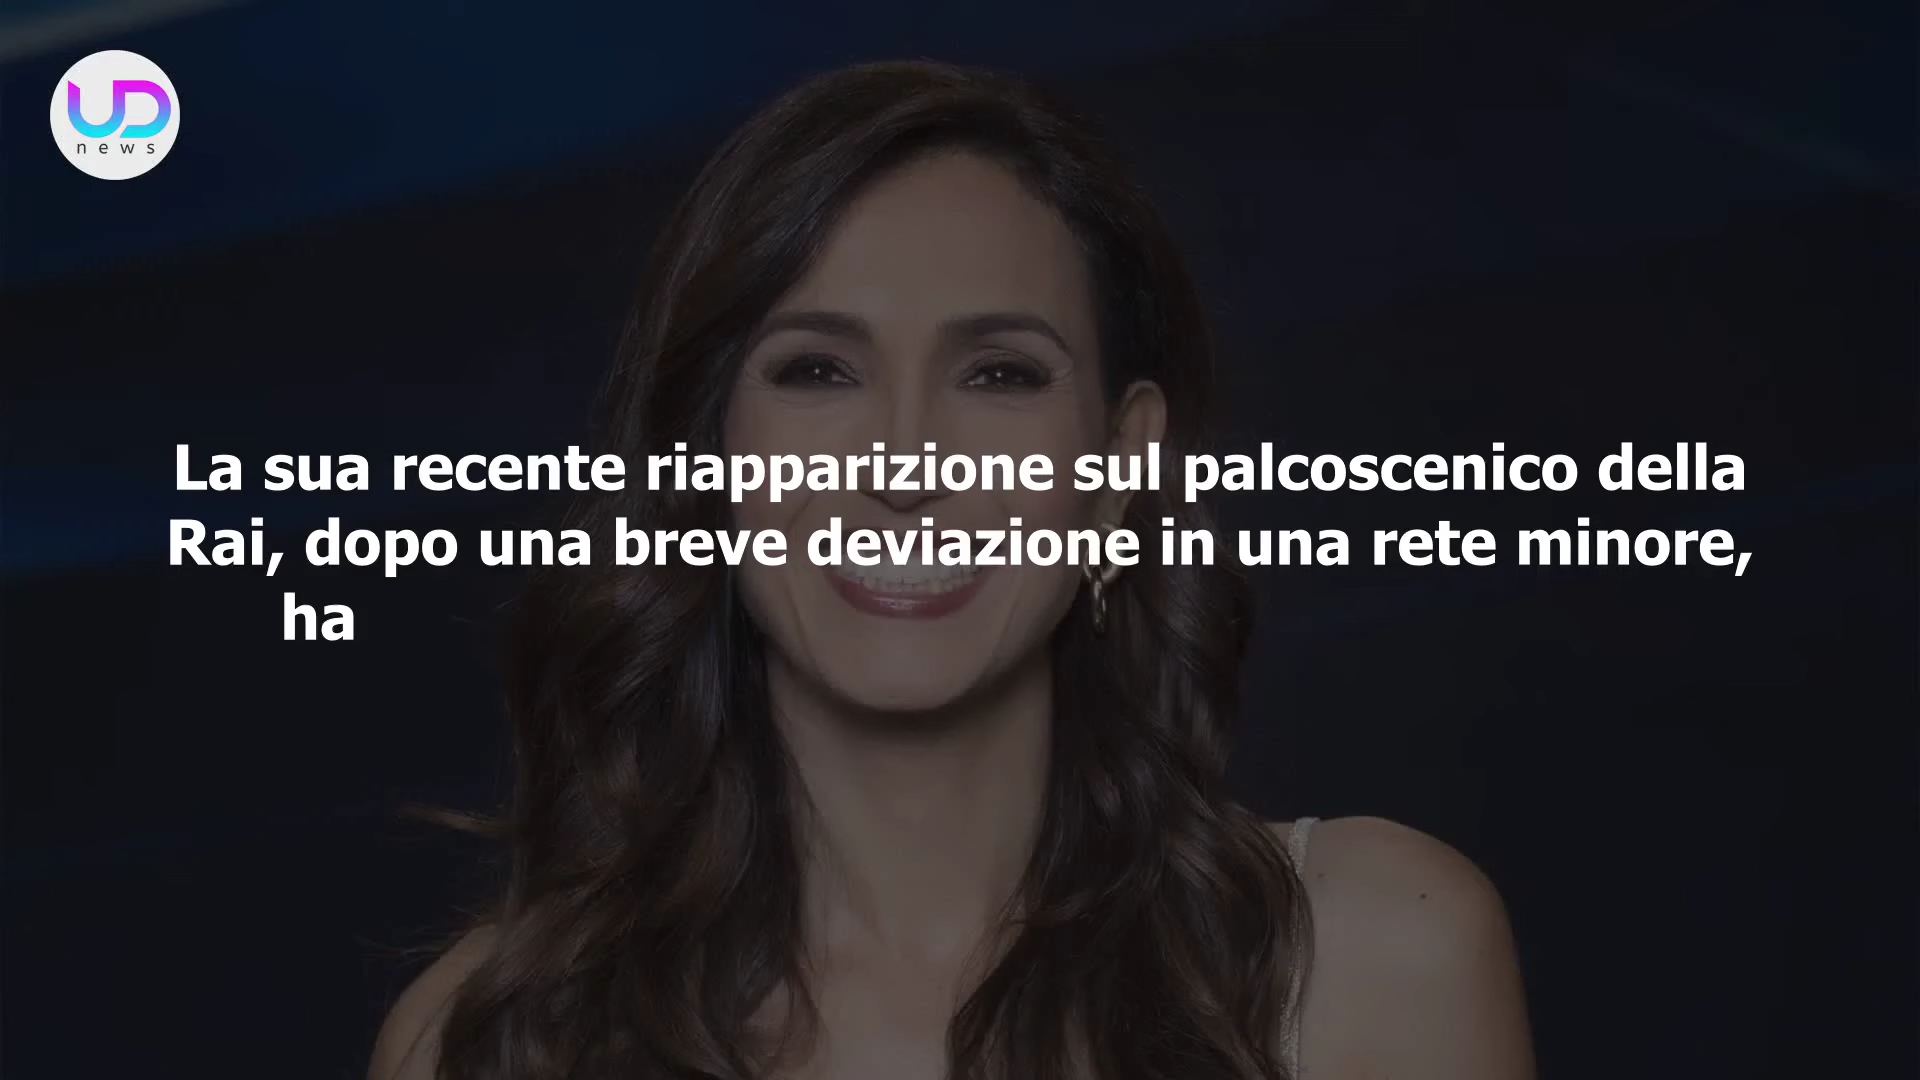 UD
news
La sua recente riapparizione sul palcoscenico della
Rai, dopo una breve deviazione in una rete minore,
ha